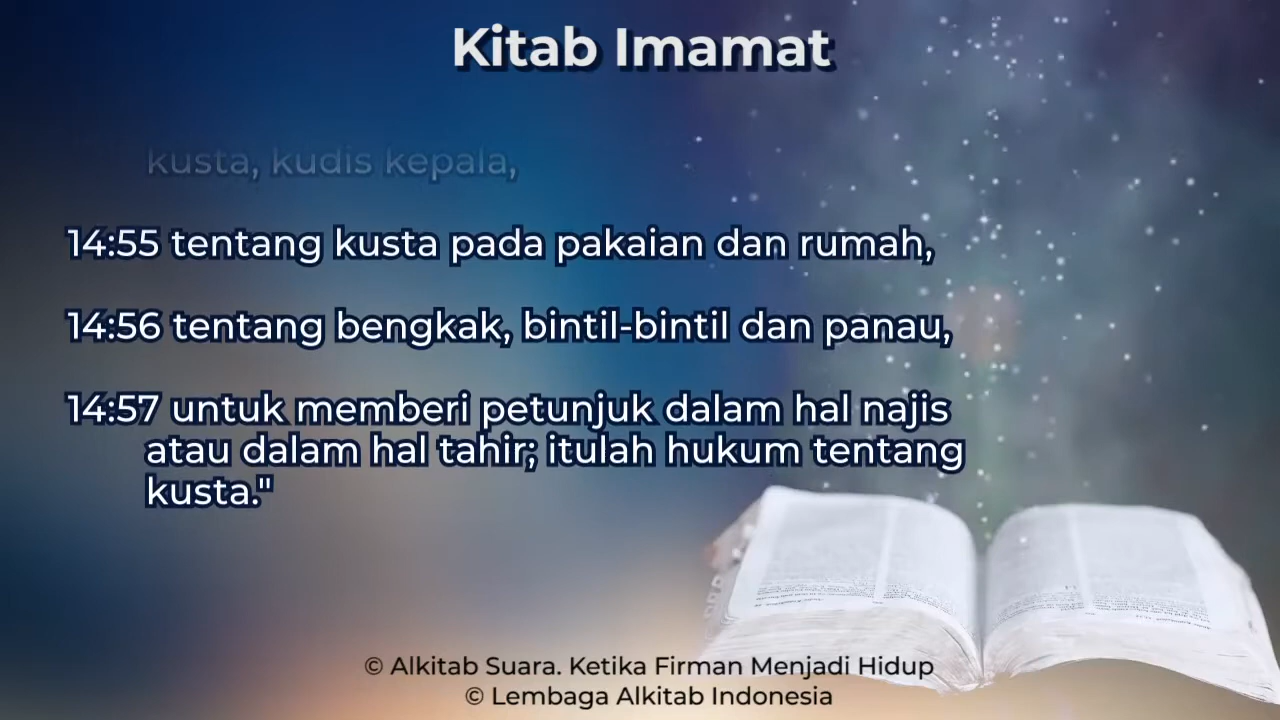 Kitab Imamat
kusta, kudis kepala,
14:55 tentang kusta pada pakaian dan rumah,
14:56 tentang bengkak, bintil-bintil dan panau,
14:57 untuk memberi petunjuk dalam hal najis
atau dalam hal tahir; itulah hukum tentang
kusta."
© Alkitab Suara. Ketika Firman Menjadi Hidup
© Lembaga Alkitab Indonesia